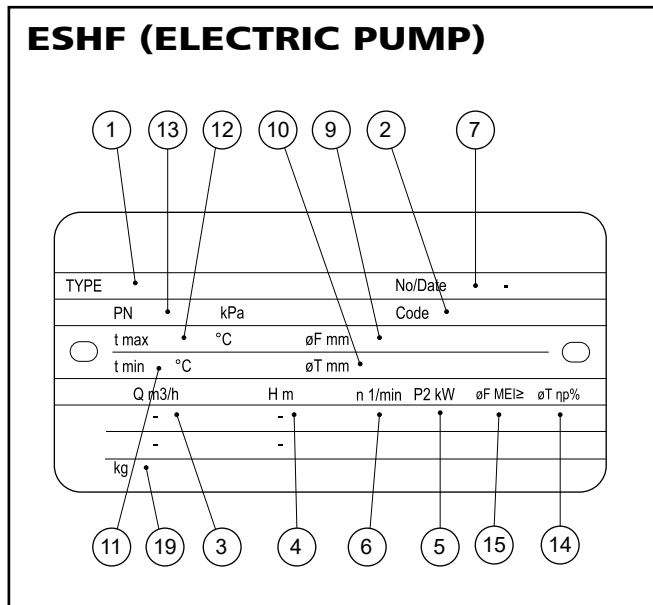 ESHF (ELECTRIC PUMP)
1 13 12 10 9 2 7
TYPE No/Date -
PN kPa Code
t max °C øF mm
t min °C øT mm
Q m3/h H m n 1/min P2 kW øF MEI≥ øT ηp%
- -
- -
kg
11 19 3 4 6 5 15 14